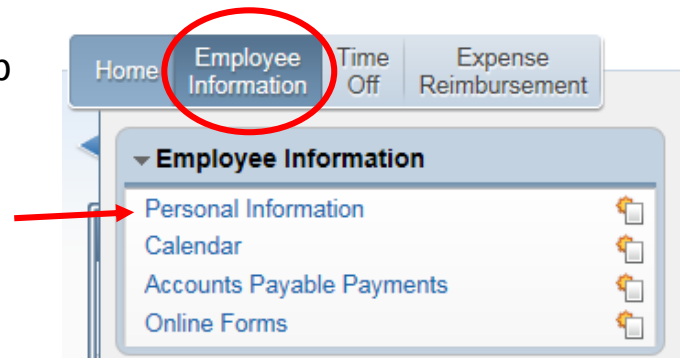 Home
Employee Information
Time Off
Expense Reimbursement
Employee Information
Personal Information
Calendar
Accounts Payable Payments
Online Forms